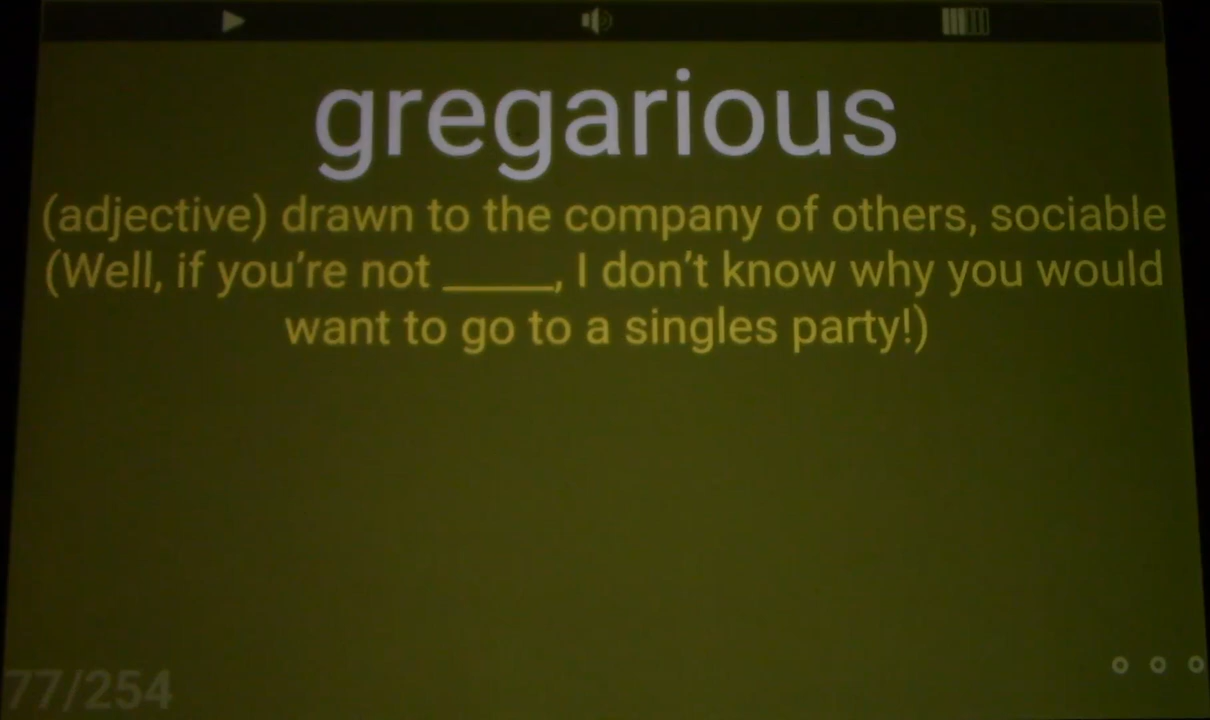 gregarious
(adjective) drawn to the company of others, sociable
(Well, if you’re not _____, I don’t know why you would
want to go to a singles party!)
77/254